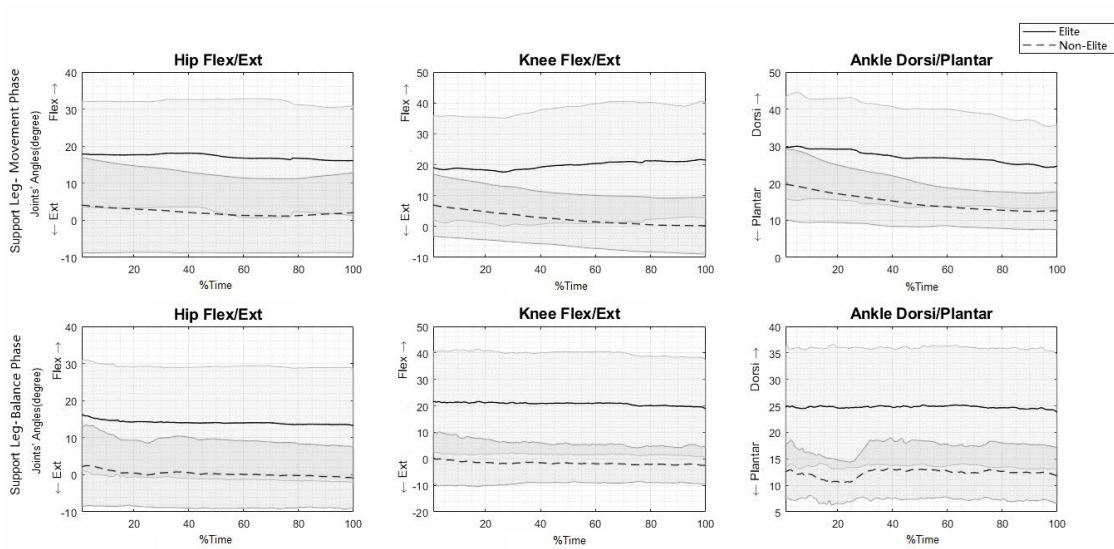 Elite
Non-Elite
Hip Flex/Ext
Knee Flex/Ext
Ankle Dorsi/Plantar
Support Leg- Movement Phase
Joints' Angles(degree)
← Ext
Flex →
40
30
20
10
0
-10
20
40
60
80
100
%Time
← Ext
Flex →
50
40
30
20
10
0
-10
20
40
60
80
100
%Time
← Plantar
Dorsi →
50
40
30
20
10
0
20
40
60
80
100
%Time
Hip Flex/Ext
Knee Flex/Ext
Ankle Dorsi/Plantar
Support Leg-Balance Phase
Joints' Angles(degree)
← Ext
Flex →
40
30
20
10
0
-10
20
40
60
80
100
%Time
← Ext
Flex →
50
40
30
20
10
0
-10
-20
20
40
60
80
100
%Time
← Plantar
Dorsi →
40
35
30
25
20
15
10
5
20
40
60
80
100
%Time